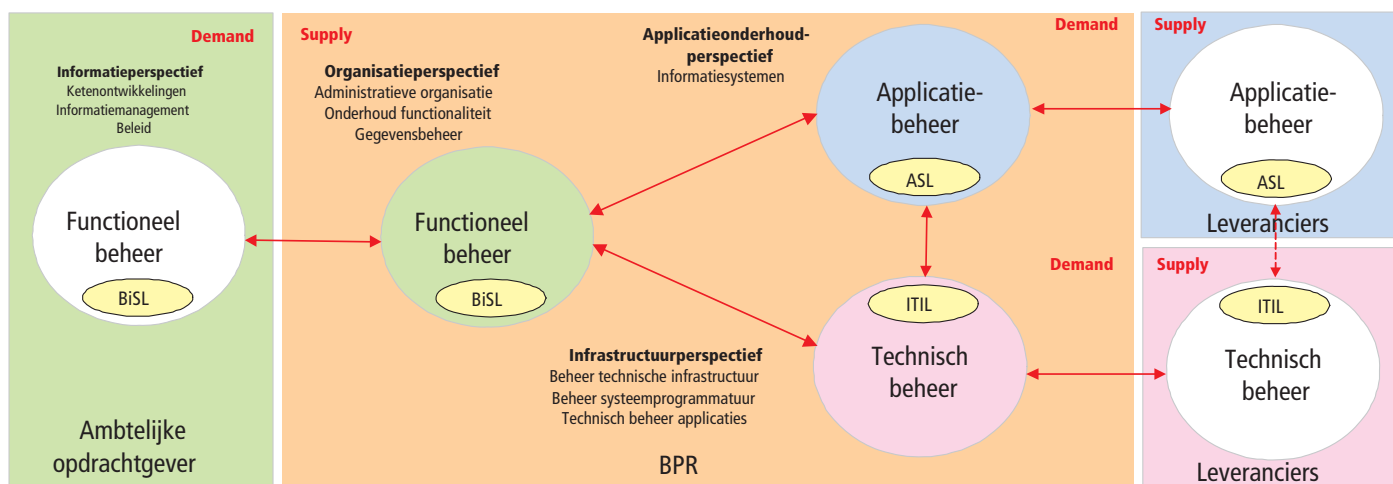 Demand
Informatieperspectief
Ketenontwikkelingen
Informatiemanagement
Beleid
Functioneel
beheer
BiSL
Ambtelijke
opdrachtgever
Supply
Organisatieperspectief
Administratieve organisatie
Onderhoud functionaliteit
Gegevensbeheer
Functioneel
beheer
BiSL
Applicatieonderhoud-
perspectief
Informatiesystemen
Demand
Applicatie-
beheer
ASL
Infrastructuurperspectief
Beheer technische infrastructuur
Beheer systeemprogrammatuur
Technisch beheer applicaties
Demand
ITIL
Technisch
beheer
BPR
Supply
Applicatie-
beheer
ASL
Leveranciers
Supply
ITIL
Technisch
beheer
Leveranciers